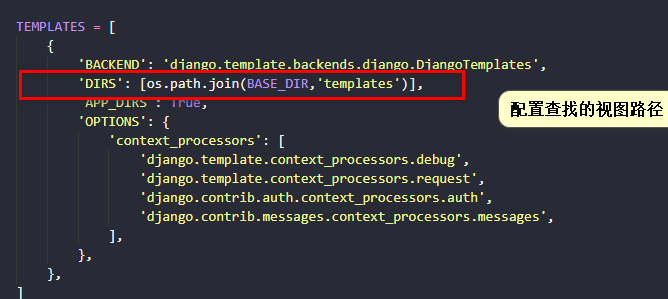 TEMPLATES = [
{
'BACKEND': 'django.template.backends.django.DjangoTemplates',
'DIRS': [os.path.join(BASE_DIR,'templates')],
'APP_DIRS': True,
'OPTIONS': {
'context_processors': [
'django.template.context_processors.debug',
'django.template.context_processors.request',
'django.contrib.auth.context_processors.auth',
'django.contrib.messages.context_processors.messages',
],
},
},
]
配置查找的视图路径